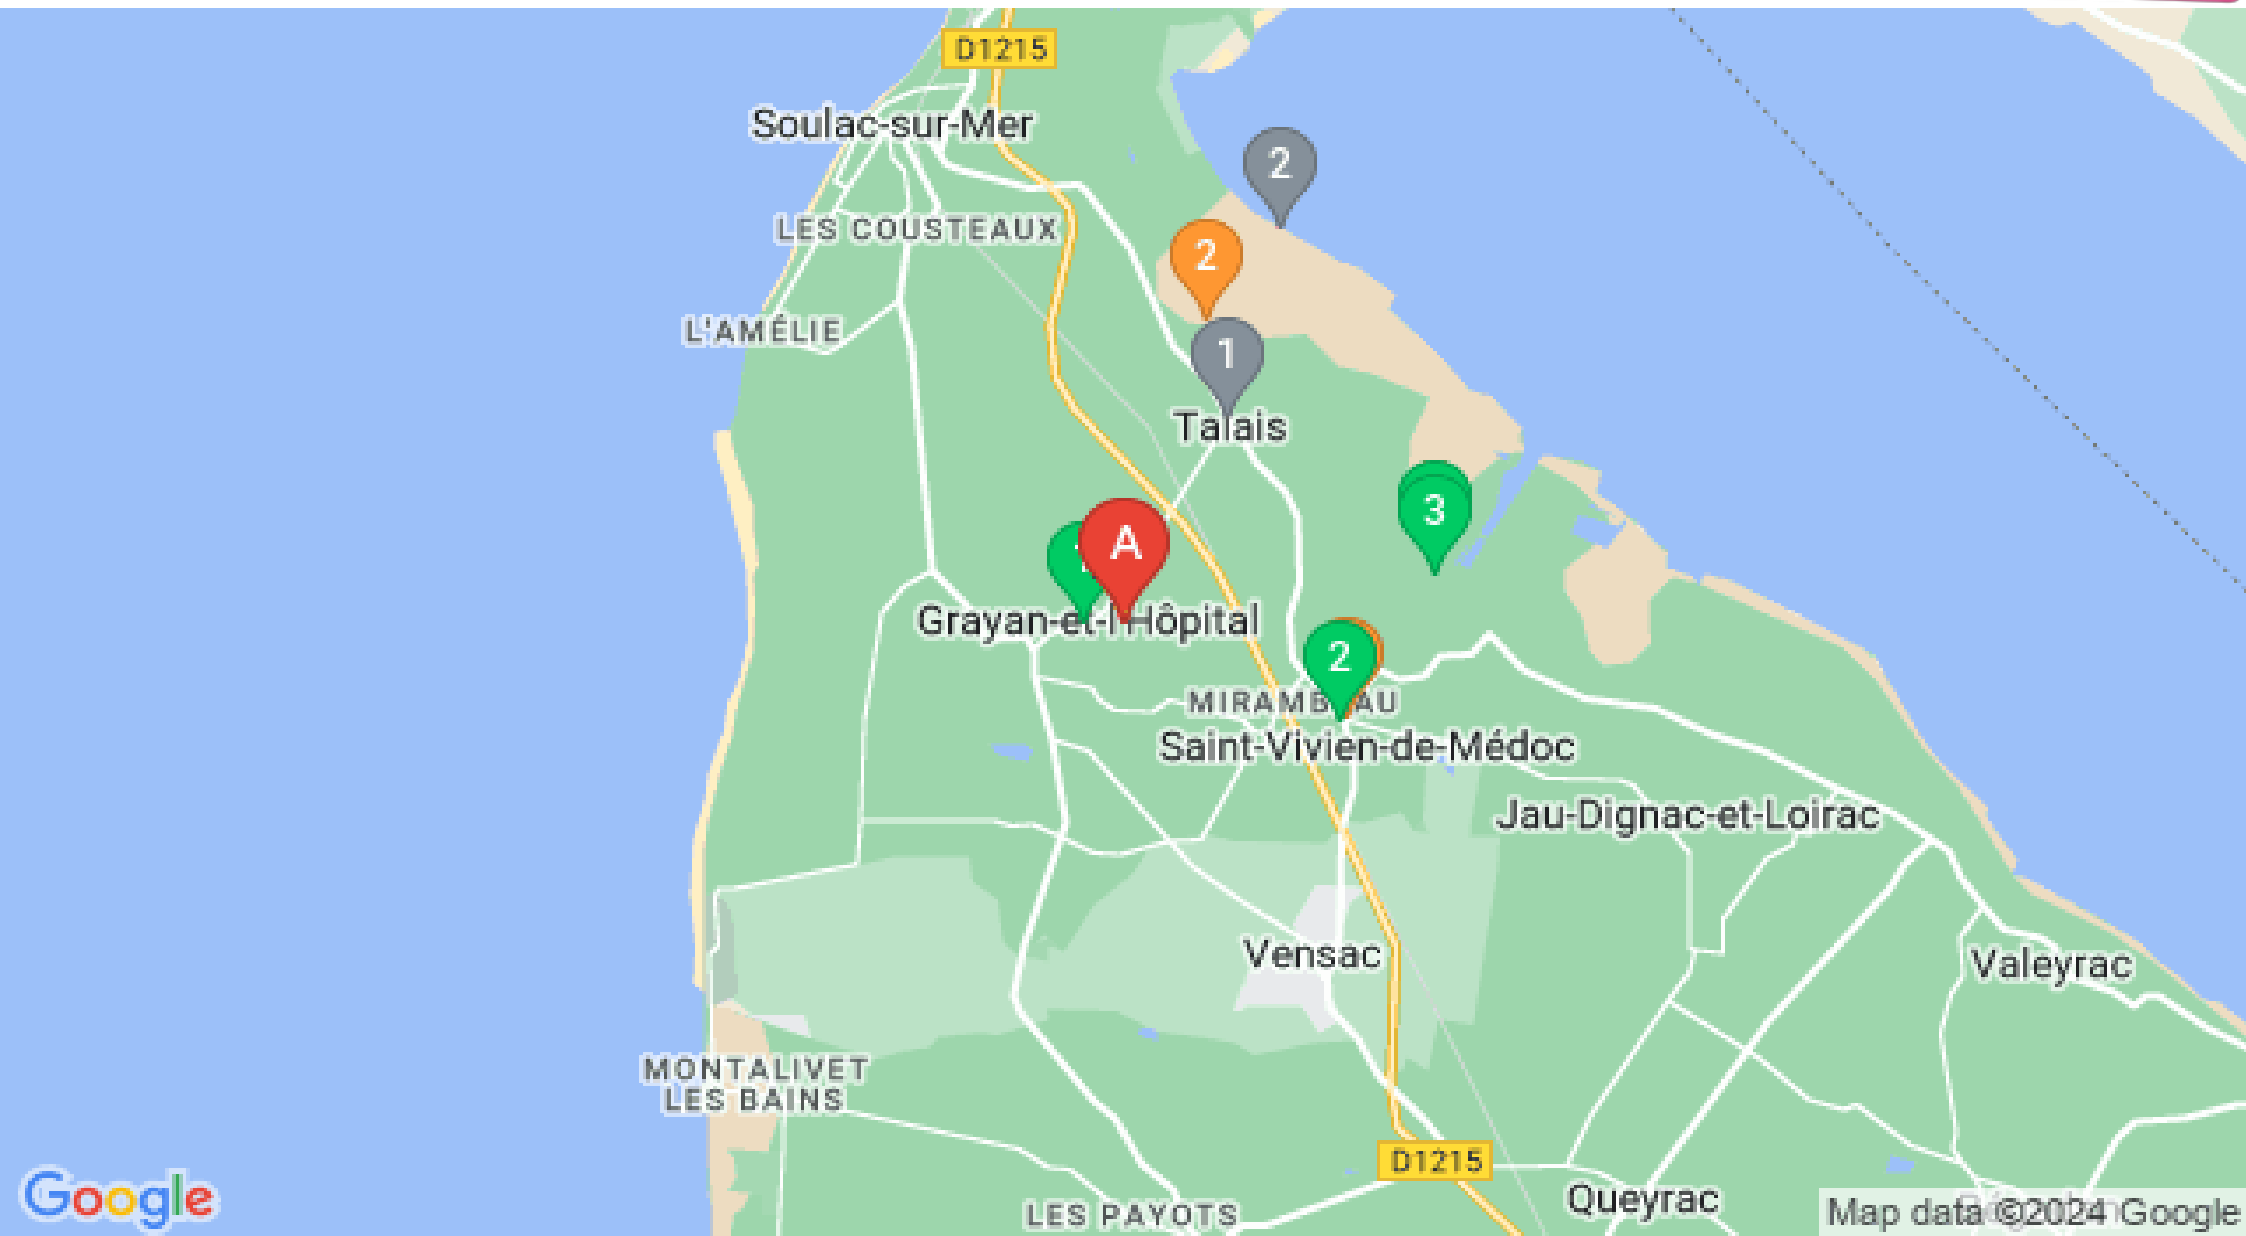 D1215
Soulac-sur-Mer
2
LES COUSTEAUX
2
L'AMÉLIE
1
Talais
3
A
Grayan-et-l'Hôpital
2
MIRAMBEAU
Saint-Vivien-de-Médoc
Jau-Dignac-et-Loirac
Vensac
Valeyrac
MONTALIVET
LES BAINS
D1215
Queyrac
LES PAYOTS
Google
Map data ©2024 Google